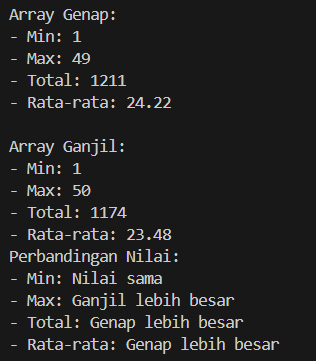 Array Genap:
- Min: 1
- Max: 49
- Total: 1211
- Rata-rata: 24.22

Array Ganjil:
- Min: 1
- Max: 50
- Total: 1174
- Rata-rata: 23.48
Perbandingan Nilai:
- Min: Nilai sama
- Max: Ganjil lebih besar
- Total: Genap lebih besar
- Rata-rata: Genap lebih besar